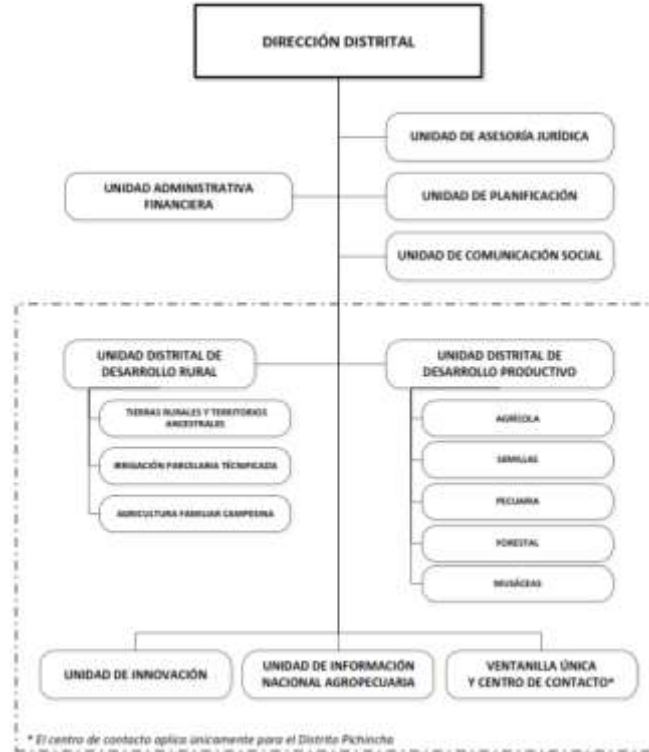 DIRECCIÓN DISTRITAL
UNIDAD DE ASESORÍA JURÍDICA
UNIDAD ADMINISTRATIVA
FINANCIERA
UNIDAD DE PLANIFICACIÓN
UNIDAD DE COMUNICACIÓN SOCIAL
UNIDAD DISTRITAL DE
DESARROLLO RURAL
TIERRAS RURALES Y TERRITORIOS
ANCESTRALES
IRRIGACIÓN PARCELARIA TÉCNIFICADA
AGRICULTURA FAMILIAR CAMPESINA
UNIDAD DISTRITAL DE
DESARROLLO PRODUCTIVO
AGRÍCOLA
SEMILLAS
PECUARIA
FORESTAL
MUSÁCEAS
UNIDAD DE INNOVACIÓN
UNIDAD DE INFORMACIÓN
NACIONAL AGROPECUARIA
VENTANILLA ÚNICA
Y CENTRO DE CONTACTO*
* El centro de contacto aplica únicamente para el Distrito Pichincha